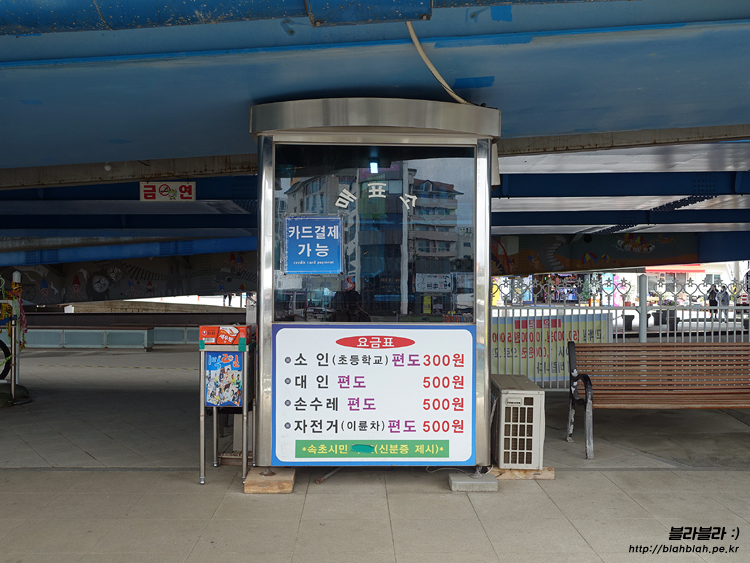 금 연
매 표 소
카드결제
가능
credit card payment
요금표
소 인 (초등학교) 편도 300원
대 인 편도 500원
손수레 편도 500원
자전거 (이륜차) 편도 500원
*속초시민 (신분증 제시)*
블라블라 :)
http://blahblah.pe.kr